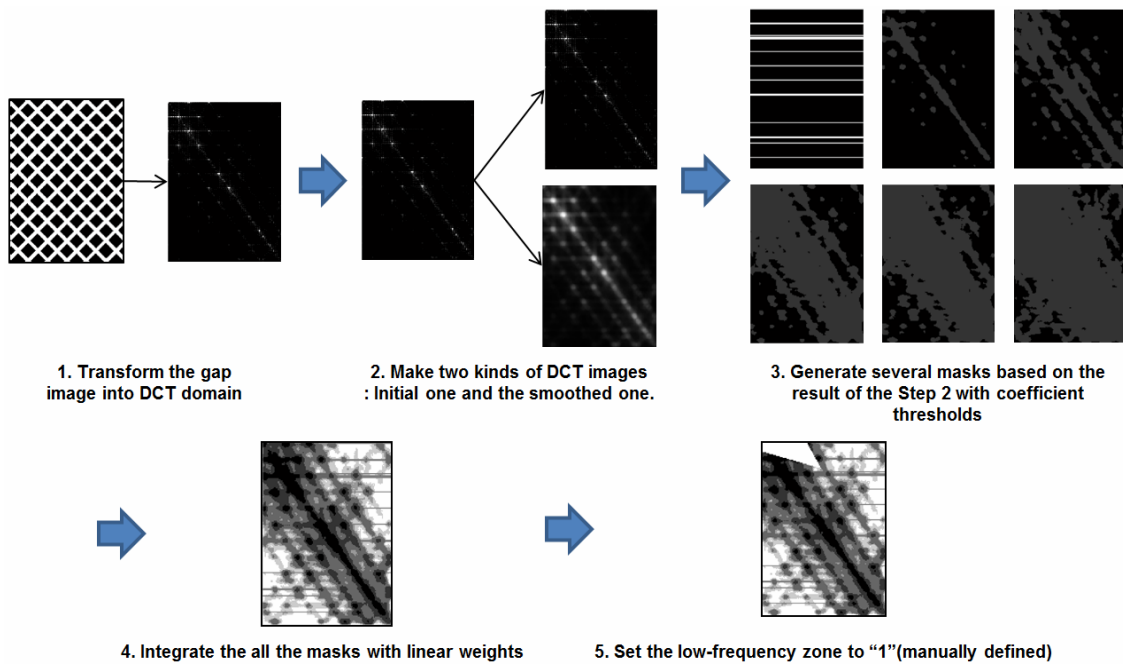 1. Transform the gap
image into DCT domain
2. Make two kinds of DCT images
: Initial one and the smoothed one.
3. Generate several masks based on the
result of the Step 2 with coefficient
thresholds
4. Integrate the all the masks with linear weights
5. Set the low-frequency zone to “1”(manually defined)